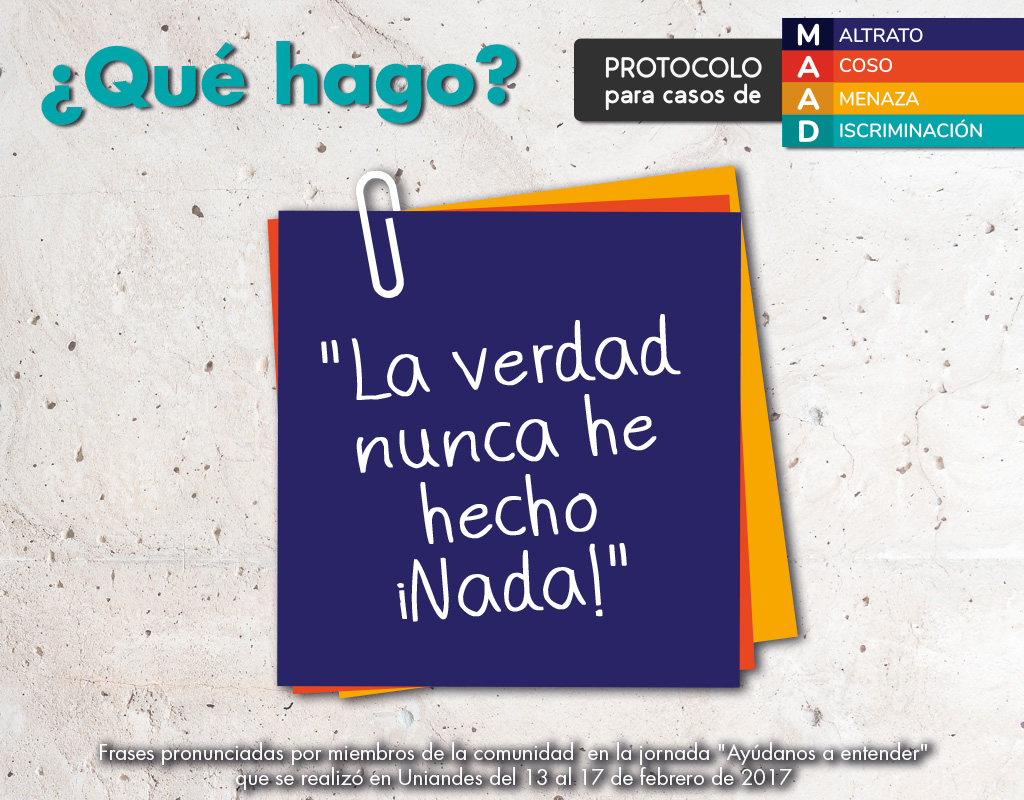 ¿Qué hago?
PROTOCOLO
para casos de
M ALTRATO
A COSO
A MENAZA
D ISCRIMINACIÓN
"La verdad
nunca he
hecho
¡Nada!"
Frases pronunciadas por miembros de la comunidad en la jornada "Ayúdanos a entender"
que se realizó en Uniandes del 13 al 17 de febrero de 2017